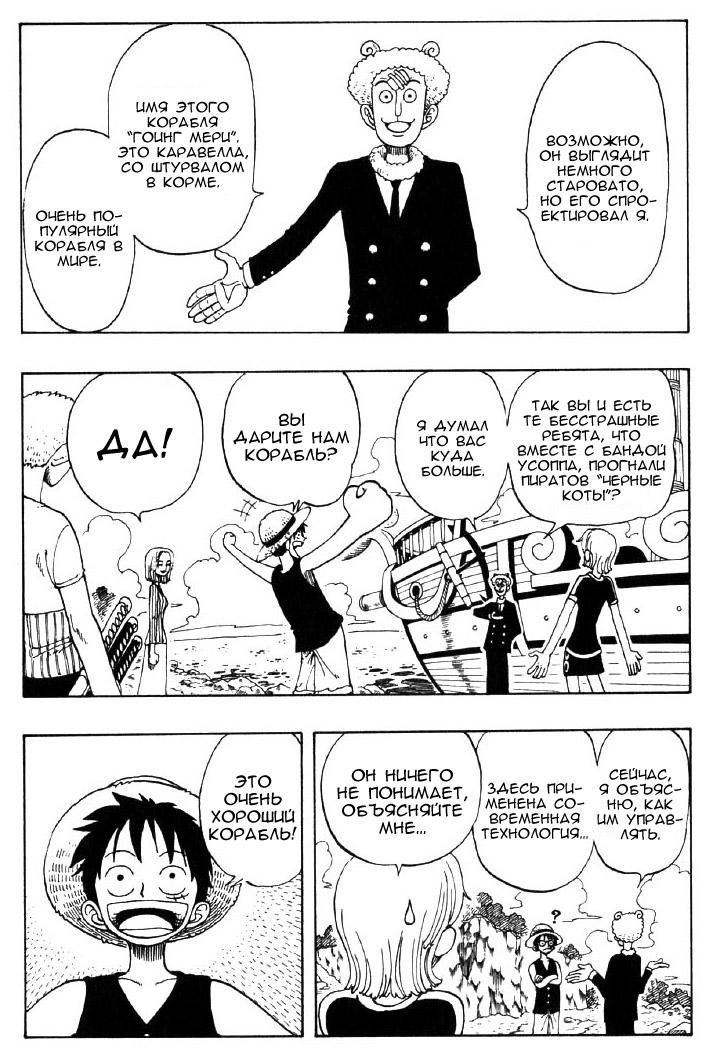 ВОЗМОЖНО,
ОН ВЫГЛЯДИТ
НЕМНОГО
СТАРОВАТО,
НО ЕГО СПРО-
ЕКТИРОВАЛ Я.
ИМЯ ЭТОГО
КОРАБЛЯ
"ГОИНГ МЕРИ".
ЭТО КАРАВЕЛЛА,
СО ШТУРВАЛОМ
В КОРМЕ.
ОЧЕНЬ ПО-
ПУЛЯРНЫЙ
КОРАБЛЯ В
МИРЕ.
ТАК ВЫ И ЕСТЬ
ТЕ БЕССТРАШНЫЕ
РЕБЯТА, ЧТО
ВМЕСТЕ С БАНДОЙ
УСОППА, ПРОГНАЛИ
ПИРАТОВ "ЧЕРНЫЕ
КОТЫ"?
Я ДУМАЛ
ЧТО ВАС
КУДА
БОЛЬШЕ.
ВЫ
ДАРИТЕ НАМ
КОРАБЛЬ?
ДА!
СЕЙЧАС,
Я ОБЪЯС-
НЮ, КАК
ИМ УПРАВ-
ЛЯТЬ.
ЗДЕСЬ ПРИ-
МЕНЕНА СО-
ВРЕМЕННАЯ
ТЕХНОЛОГИЯ...
ОН НИЧЕГО
НЕ ПОНИМАЕТ,
ОБЪЯСНЯЙТЕ
МНЕ...
?
ЭТО
ОЧЕНЬ
ХОРОШИЙ
КОРАБЛЬ!